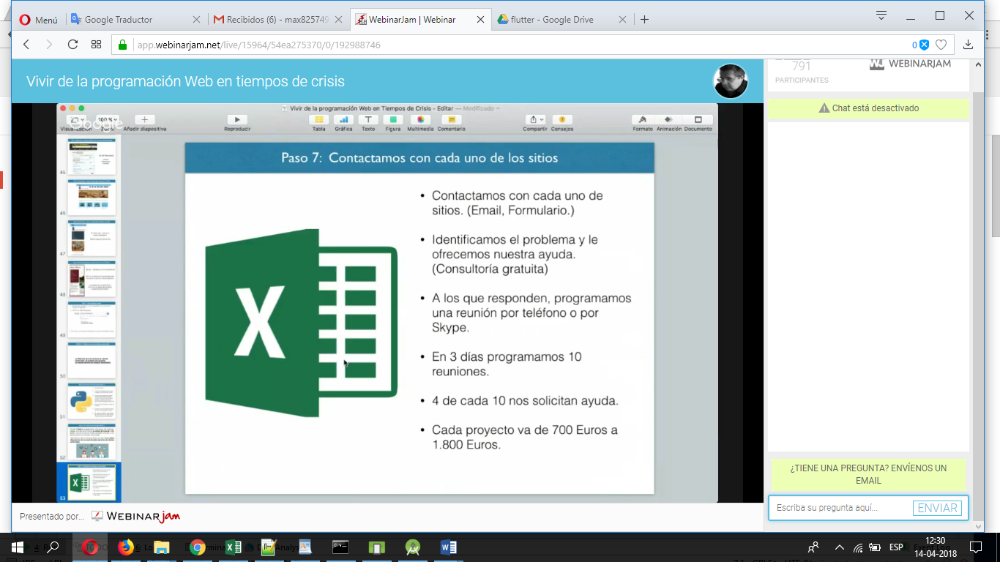 Menú
Google Traductor
Recibidos (6) - max825749
WebinarJam | Webinar
flutter - Google Drive
app.webinarjam.net/live/15964/54ea275370/0/192988746
0
Vivir de la programación Web en tiempos de crisis
791
PARTICIPANTES
WEBINARJAM
Chat está desactivado
Vivir de la programación Web en Tiempos de Crisis - Editar — Modificado
100 %
Google
Visualización
Zoom
Añadir diapositiva
Reproducir
Tabla
Gráfica
Texto
Figura
Multimedia
Comentario
Compartir
Consejos
Formato
Animación
Documento
45
46
47
48
49
50
51
52
53
Paso 7: Contactamos con cada uno de los sitios
X
• Contactamos con cada uno de
sitios. (Email, Formulario.)
• Identificamos el problema y le
ofrecemos nuestra ayuda.
(Consultoría gratuita)
• A los que responden, programamos
una reunión por teléfono o por
Skype.
• En 3 días programamos 10
reuniones.
• 4 de cada 10 nos solicitan ayuda.
• Cada proyecto va de 700 Euros a
1.800 Euros.
¿TIENE UNA PREGUNTA? ENVÍENOS UN
EMAIL
Escriba su pregunta aquí...
ENVIAR
Presentado por...
WEBINARjam
ESP
12:30
14-04-2018